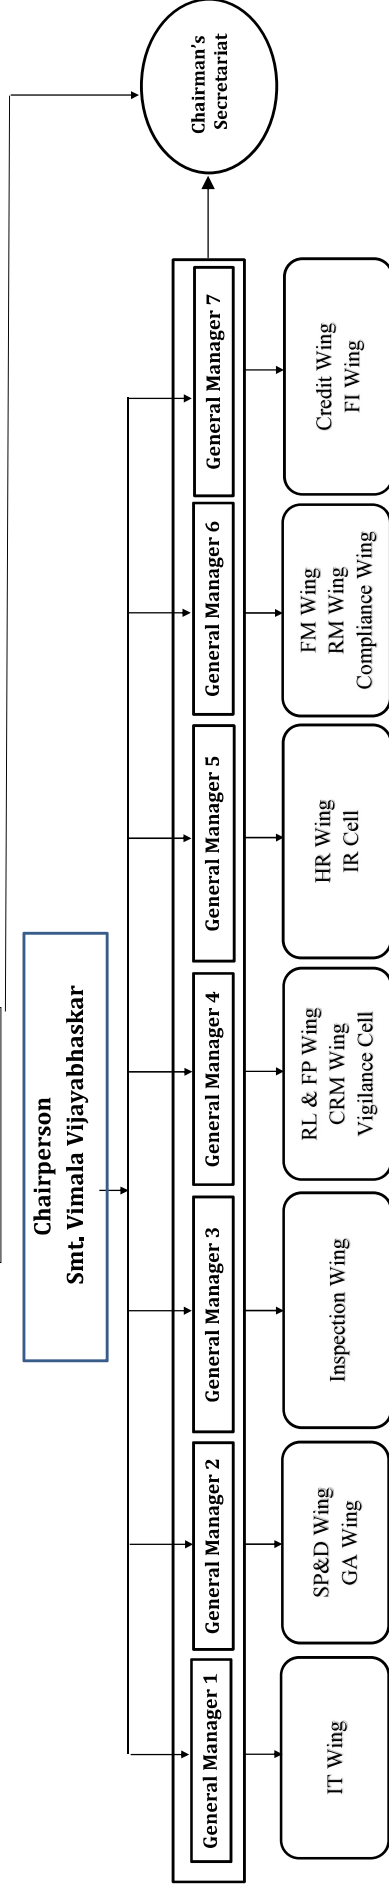 Chairperson
Smt. Vimala Vijayabhaskar
Chairman's
Secretariat
General Manager 1
General Manager 2
General Manager 3
General Manager 4
General Manager 5
General Manager 6
General Manager 7
IT Wing
SP&D Wing
GA Wing
Inspection Wing
RL & FP Wing
CRM Wing
Vigilance Cell
HR Wing
IR Cell
FM Wing
RM Wing
Compliance Wing
Credit Wing
FI Wing